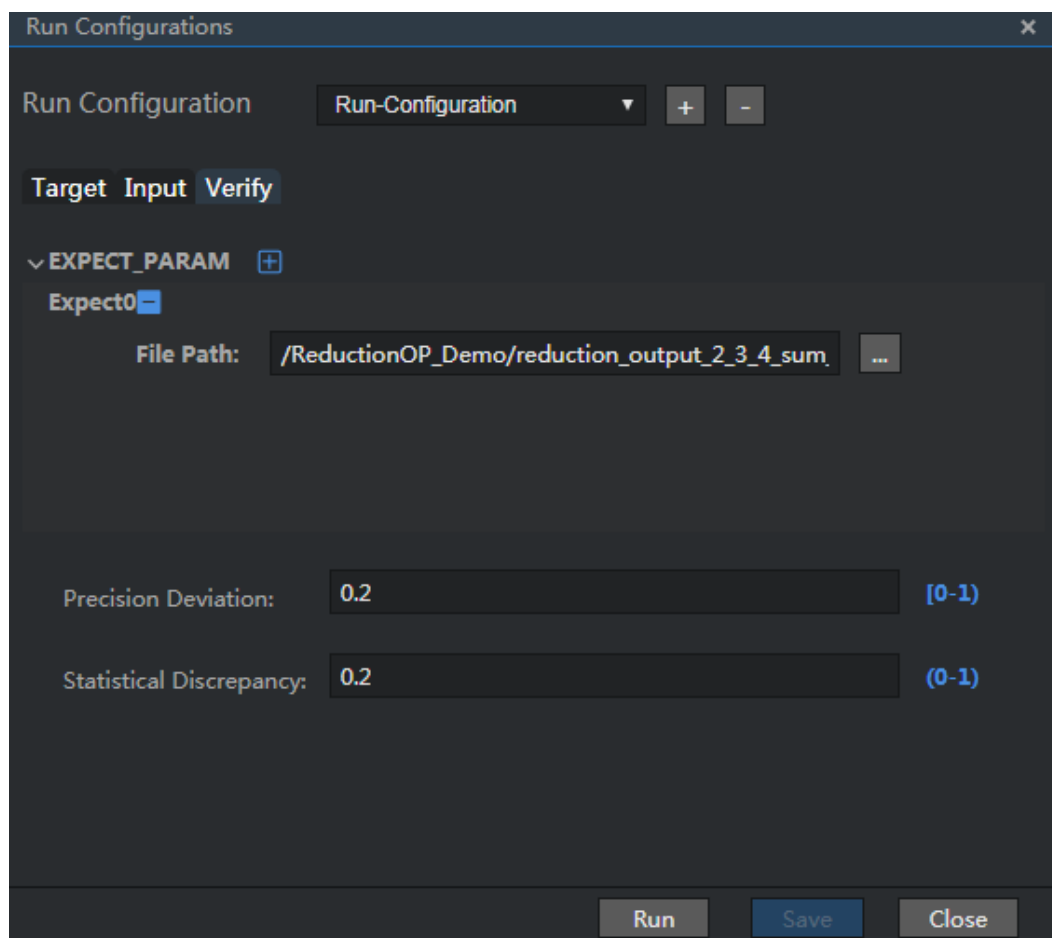 Run Configurations ×
Run Configuration Run-Configuration ▼ + -
Target Input Verify
EXPECT_PARAM +
Expect0 −
File Path: /ReductionOP_Demo/reduction_output_2_3_4_sum_ ...
Precision Deviation: 0.2 [0-1)
Statistical Discrepancy: 0.2 (0-1)
Run Save Close